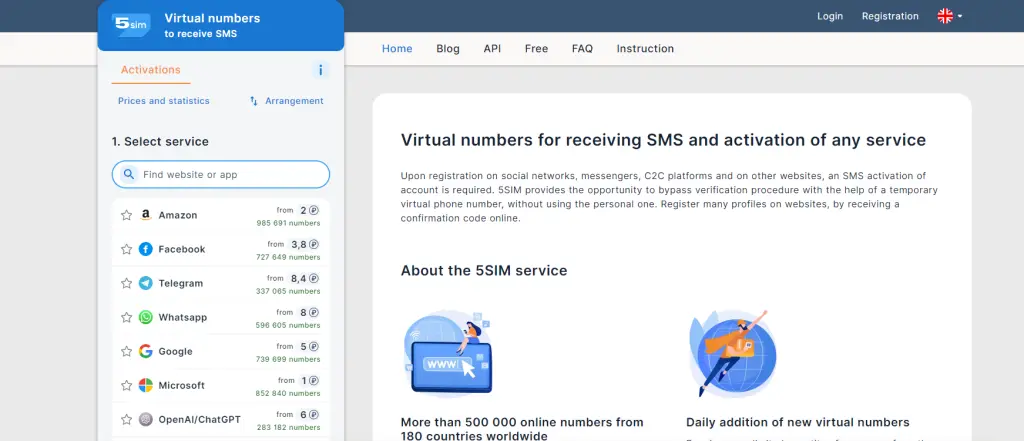 5sim
Virtual numbers
to receive SMS
Login
Registration
Home
Blog
API
Free
FAQ
Instruction
Activations
i
Prices and statistics
Arrangement
1. Select service
Find website or app
Amazon
from 2 ₽
985 691 numbers
Facebook
from 3,8 ₽
727 649 numbers
Telegram
from 8,4 ₽
337 065 numbers
Whatsapp
from 8 ₽
596 605 numbers
Google
from 5 ₽
739 699 numbers
Microsoft
from 1 ₽
852 840 numbers
OpenAI/ChatGPT
from 6 ₽
283 182 numbers
Virtual numbers for receiving SMS and activation of any service
Upon registration on social networks, messengers, C2C platforms and on other websites, an SMS activation of
account is required. 5SIM provides the opportunity to bypass verification procedure with the help of a temporary
virtual phone number, without using the personal one. Register many profiles on websites, by receiving a
confirmation code online.
About the 5SIM service
WWW
More than 500 000 online numbers from
180 countries worldwide
Daily addition of new virtual numbers